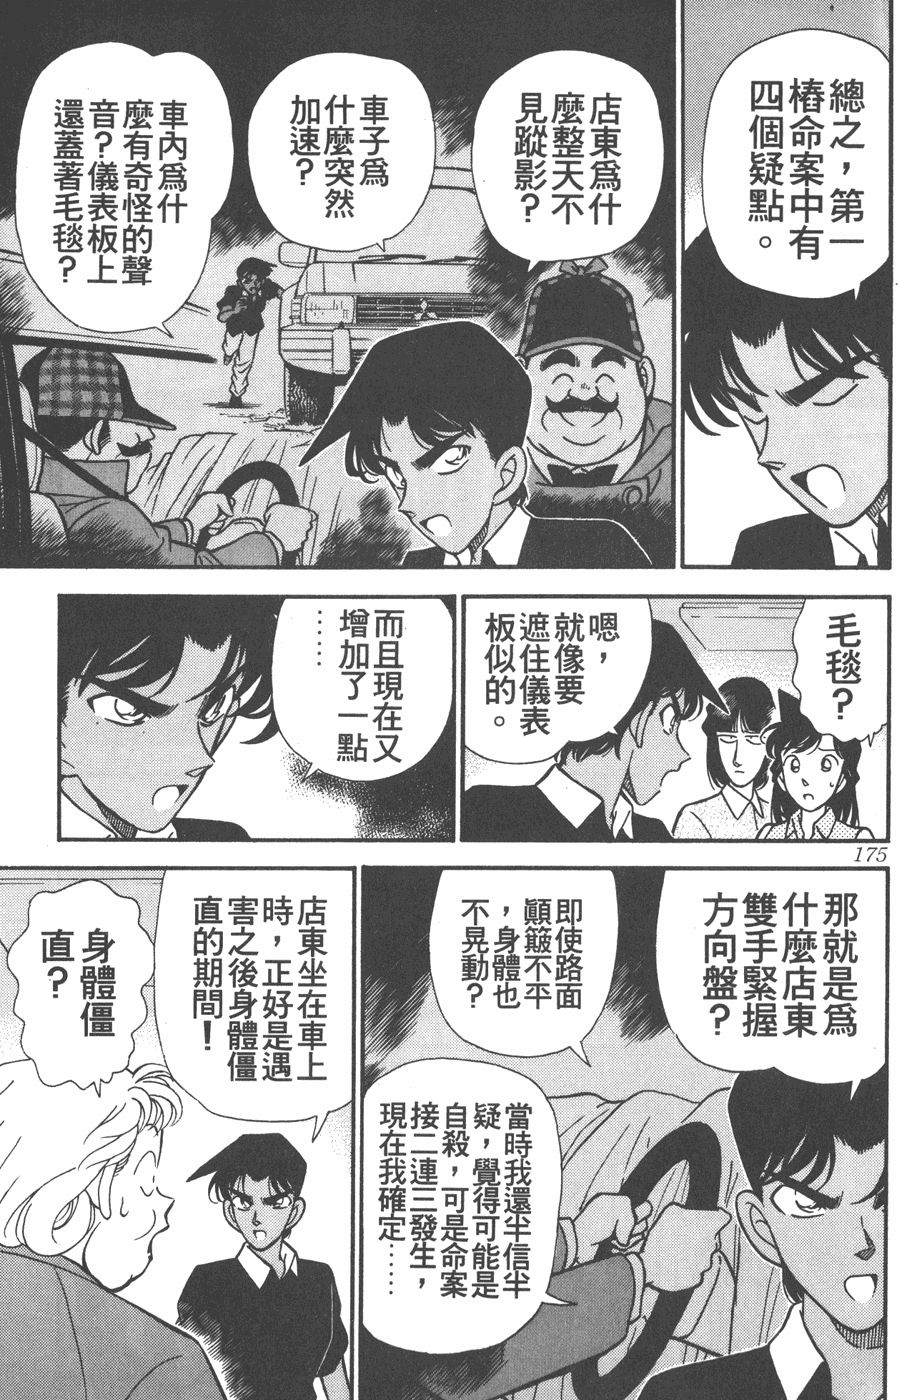 總之，第一
樁命案中有
四個疑點。
店東為什
麼整天不
見蹤影？
車子為
什麼突然
加速？
車內為什
麼有奇怪的聲
音？儀表板上
還蓋著毛毯？
毛毯？
嗯，
就像要
遮住儀表
板似的。
而且現在又
增加了一點
……
175
那就是為
什麼店東
雙手緊握
方向盤？
即使路面
顛簸不平
，身體也
不晃動？
當時我還半信半
疑，覺得可能是
自殺，可是命案
接二連三發生，
現在我確定……
店東坐在車上
時，正好是遇
害之後身體僵
直的期間！
身體僵
直？